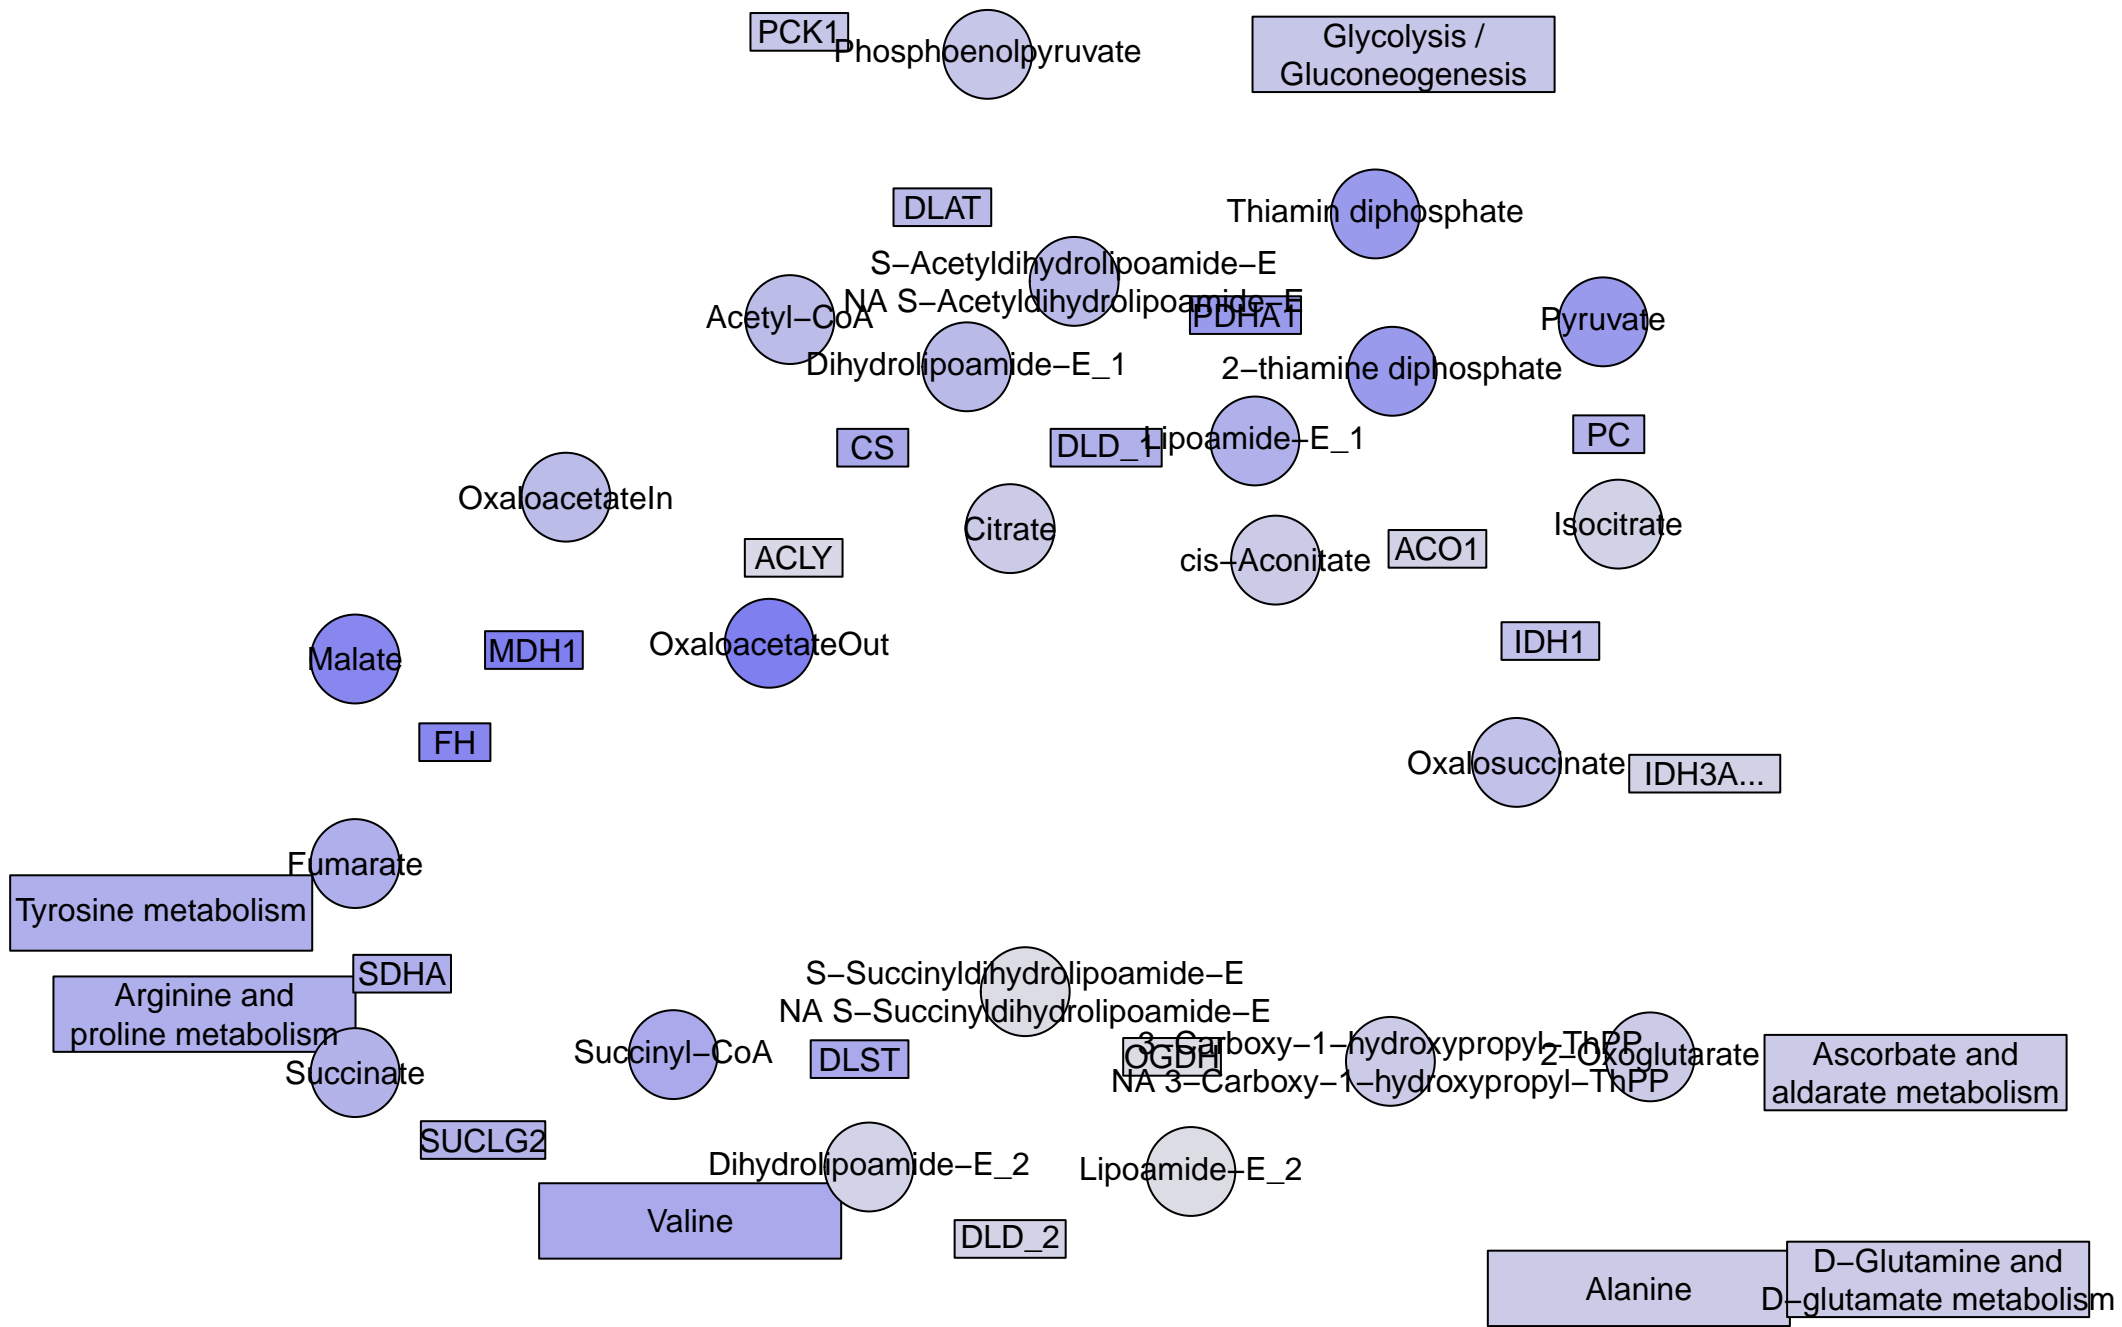 PCK1
Phosphoenolpyruvate
Glycolysis /
Gluconeogenesis
DLAT
Thiamin diphosphate
S−Acetyldihydrolipoamide−E
NA S−Acetyldihydrolipoamide−E
Acetyl−CoA
PDHA1
Pyruvate
Dihydrolipoamide−E_1
2−thiamine diphosphate
CS
DLD_1
Lipoamide−E_1
PC
OxaloacetateIn
Citrate
Isocitrate
ACLY
cis−Aconitate
ACO1
Malate
MDH1
OxaloacetateOut
IDH1
FH
Oxalosuccinate
IDH3A...
Fumarate
Tyrosine metabolism
SDHA
Arginine and
proline metabolism
S−Succinyldihydrolipoamide−E
NA S−Succinyldihydrolipoamide−E
Succinate
Succinyl−CoA
DLST
OGDH
3−Carboxy−1−hydroxypropyl−ThPP
NA 3−Carboxy−1−hydroxypropyl−ThPP
2−Oxoglutarate
Ascorbate and
aldarate metabolism
SUCLG2
Dihydrolipoamide−E_2
Lipoamide−E_2
Valine
DLD_2
Alanine
D−Glutamine and
D−glutamate metabolism